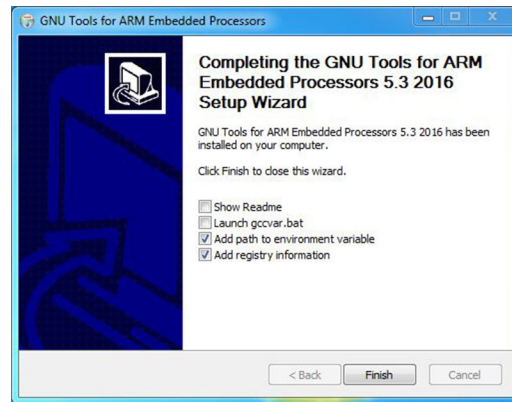 GNU Tools for ARM Embedded Processors
Completing the GNU Tools for ARM
Embedded Processors 5.3 2016
Setup Wizard
GNU Tools for ARM Embedded Processors 5.3 2016 has been
installed on your computer.
Click Finish to close this wizard.
Show Readme
Launch gccvar.bat
Add path to environment variable
Add registry information
< Back
Finish
Cancel